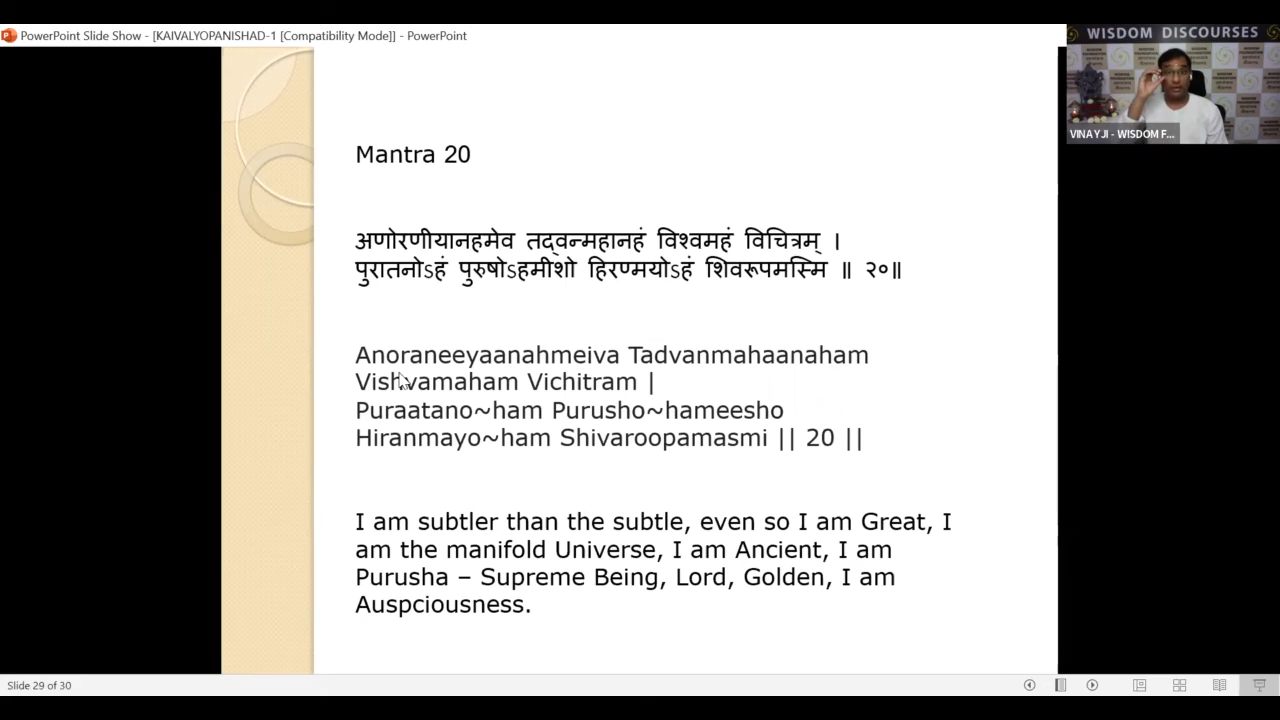 PowerPoint Slide Show - [KAIVALYOPANISHAD-1 [Compatibility Mode]] - PowerPoint
WISDOM DISCOURSES
VINAYJI - WISDOM F...
Mantra 20
अणोरणीयानहमेव तद्वन्महानहं विश्वमहं विचित्रम् ।
पुरातनोऽहं पुरुषोऽहमीशो हिरण्मयोऽहं शिवरूपमस्मि ॥ २०॥
Anoraneeyaanahmeiva Tadvanmahaanaham
Vishvamaham Vichitram |
Puraatano~ham Purusho~hameesho
Hiranmayo~ham Shivaroopamasmi || 20 ||
I am subtler than the subtle, even so I am Great, I
am the manifold Universe, I am Ancient, I am
Purusha – Supreme Being, Lord, Golden, I am
Auspciousness.
Slide 29 of 30